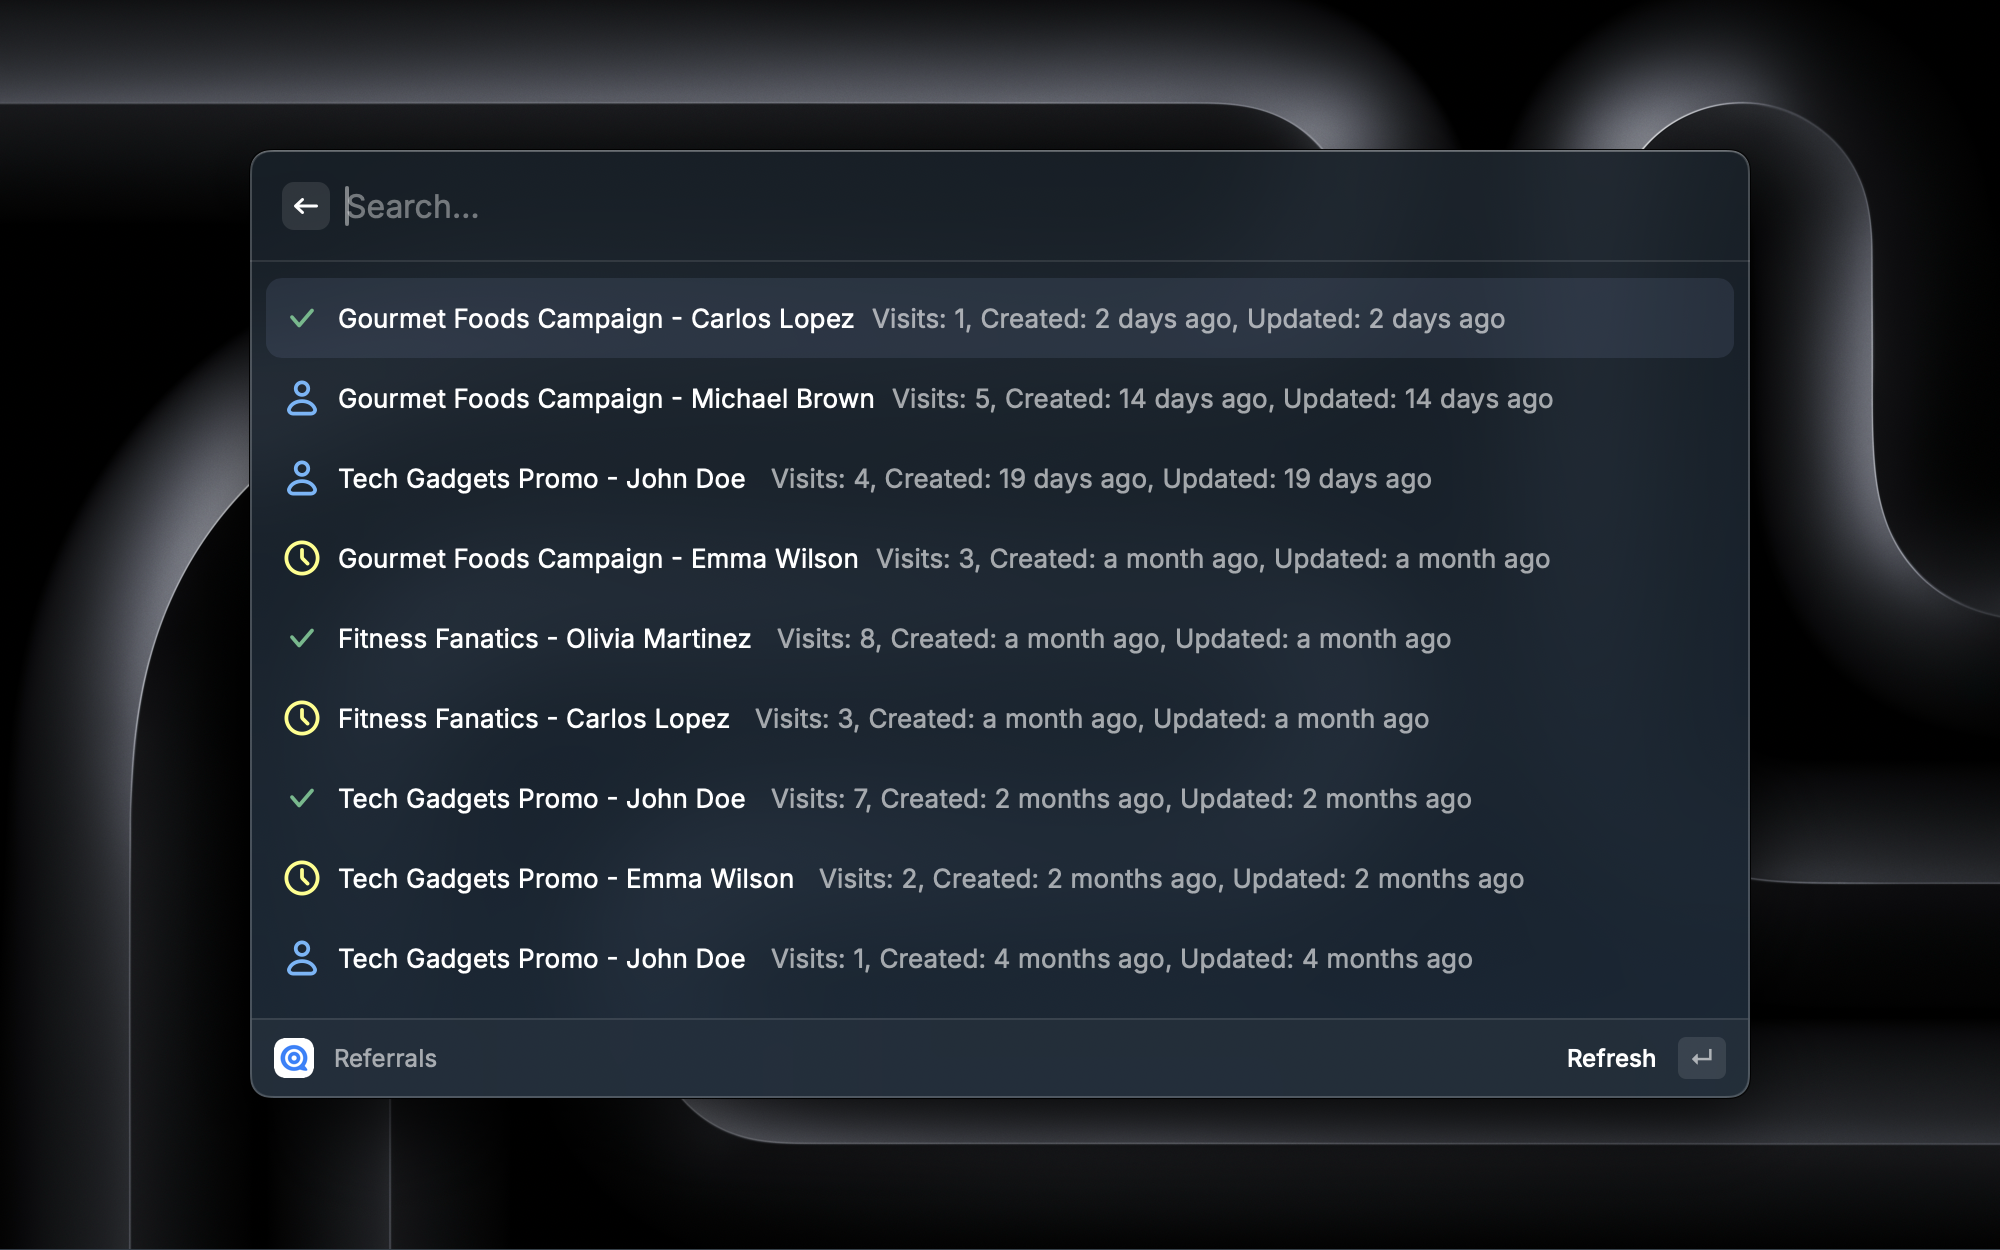 Search...
Gourmet Foods Campaign - Carlos Lopez Visits: 1, Created: 2 days ago, Updated: 2 days ago
Gourmet Foods Campaign - Michael Brown Visits: 5, Created: 14 days ago, Updated: 14 days ago
Tech Gadgets Promo - John Doe Visits: 4, Created: 19 days ago, Updated: 19 days ago
Gourmet Foods Campaign - Emma Wilson Visits: 3, Created: a month ago, Updated: a month ago
Fitness Fanatics - Olivia Martinez Visits: 8, Created: a month ago, Updated: a month ago
Fitness Fanatics - Carlos Lopez Visits: 3, Created: a month ago, Updated: a month ago
Tech Gadgets Promo - John Doe Visits: 7, Created: 2 months ago, Updated: 2 months ago
Tech Gadgets Promo - Emma Wilson Visits: 2, Created: 2 months ago, Updated: 2 months ago
Tech Gadgets Promo - John Doe Visits: 1, Created: 4 months ago, Updated: 4 months ago
Referrals Refresh